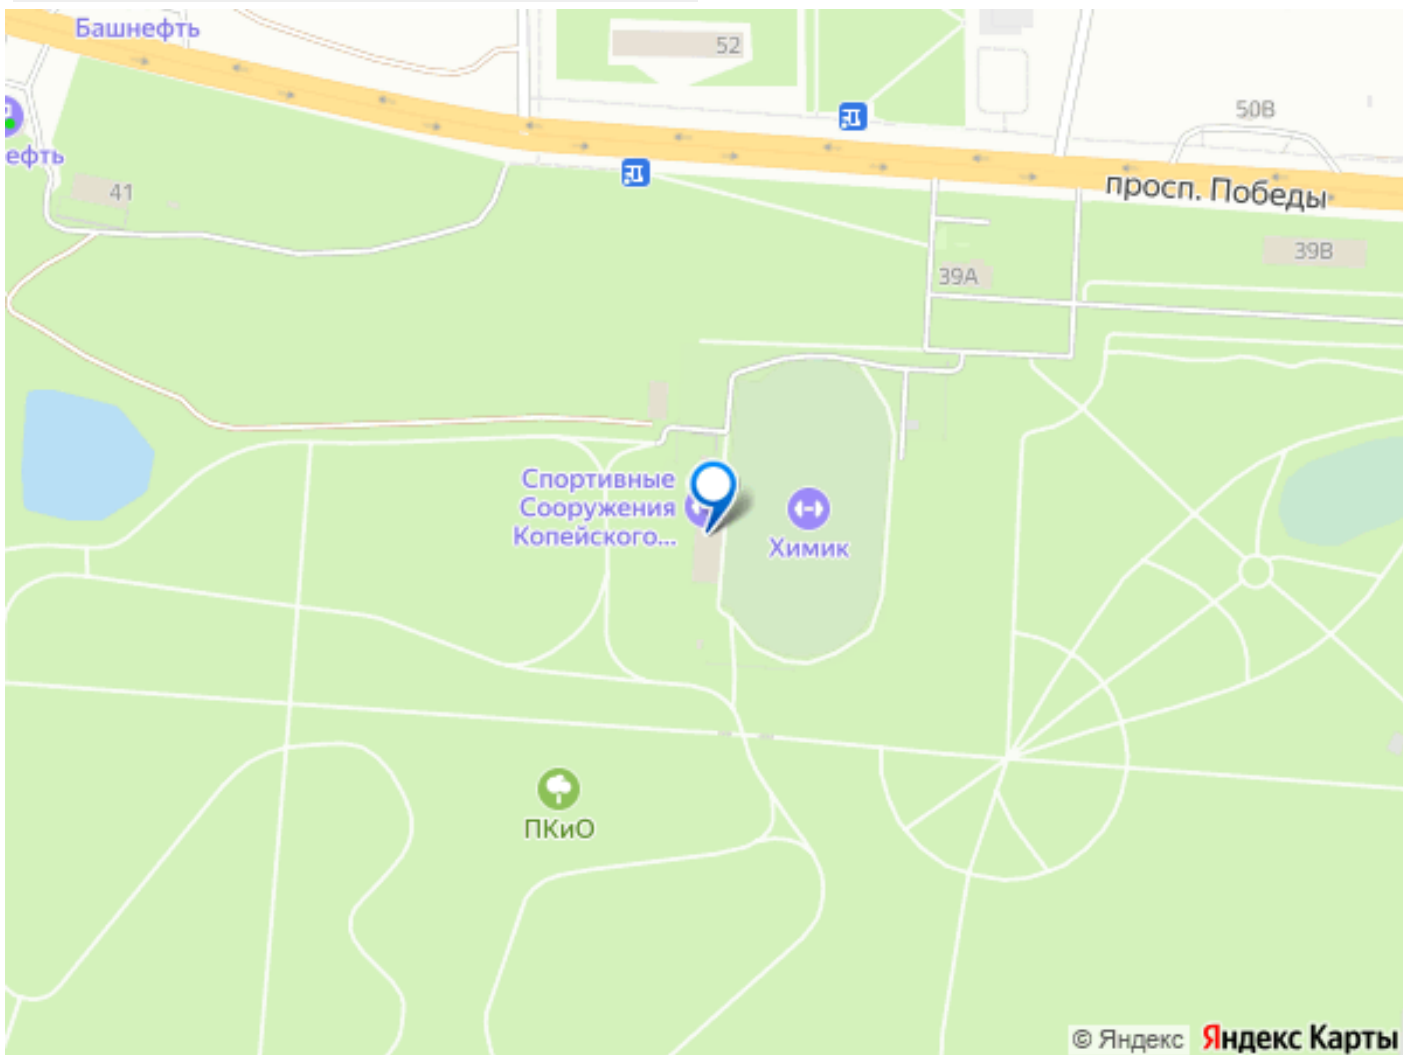 Башнефть
52
50В
ефть
41
просп. Победы
39В
39А
Спортивные
Сооружения
Копейского...
Химик
ПКиО
© Яндекс Яндекс Карты